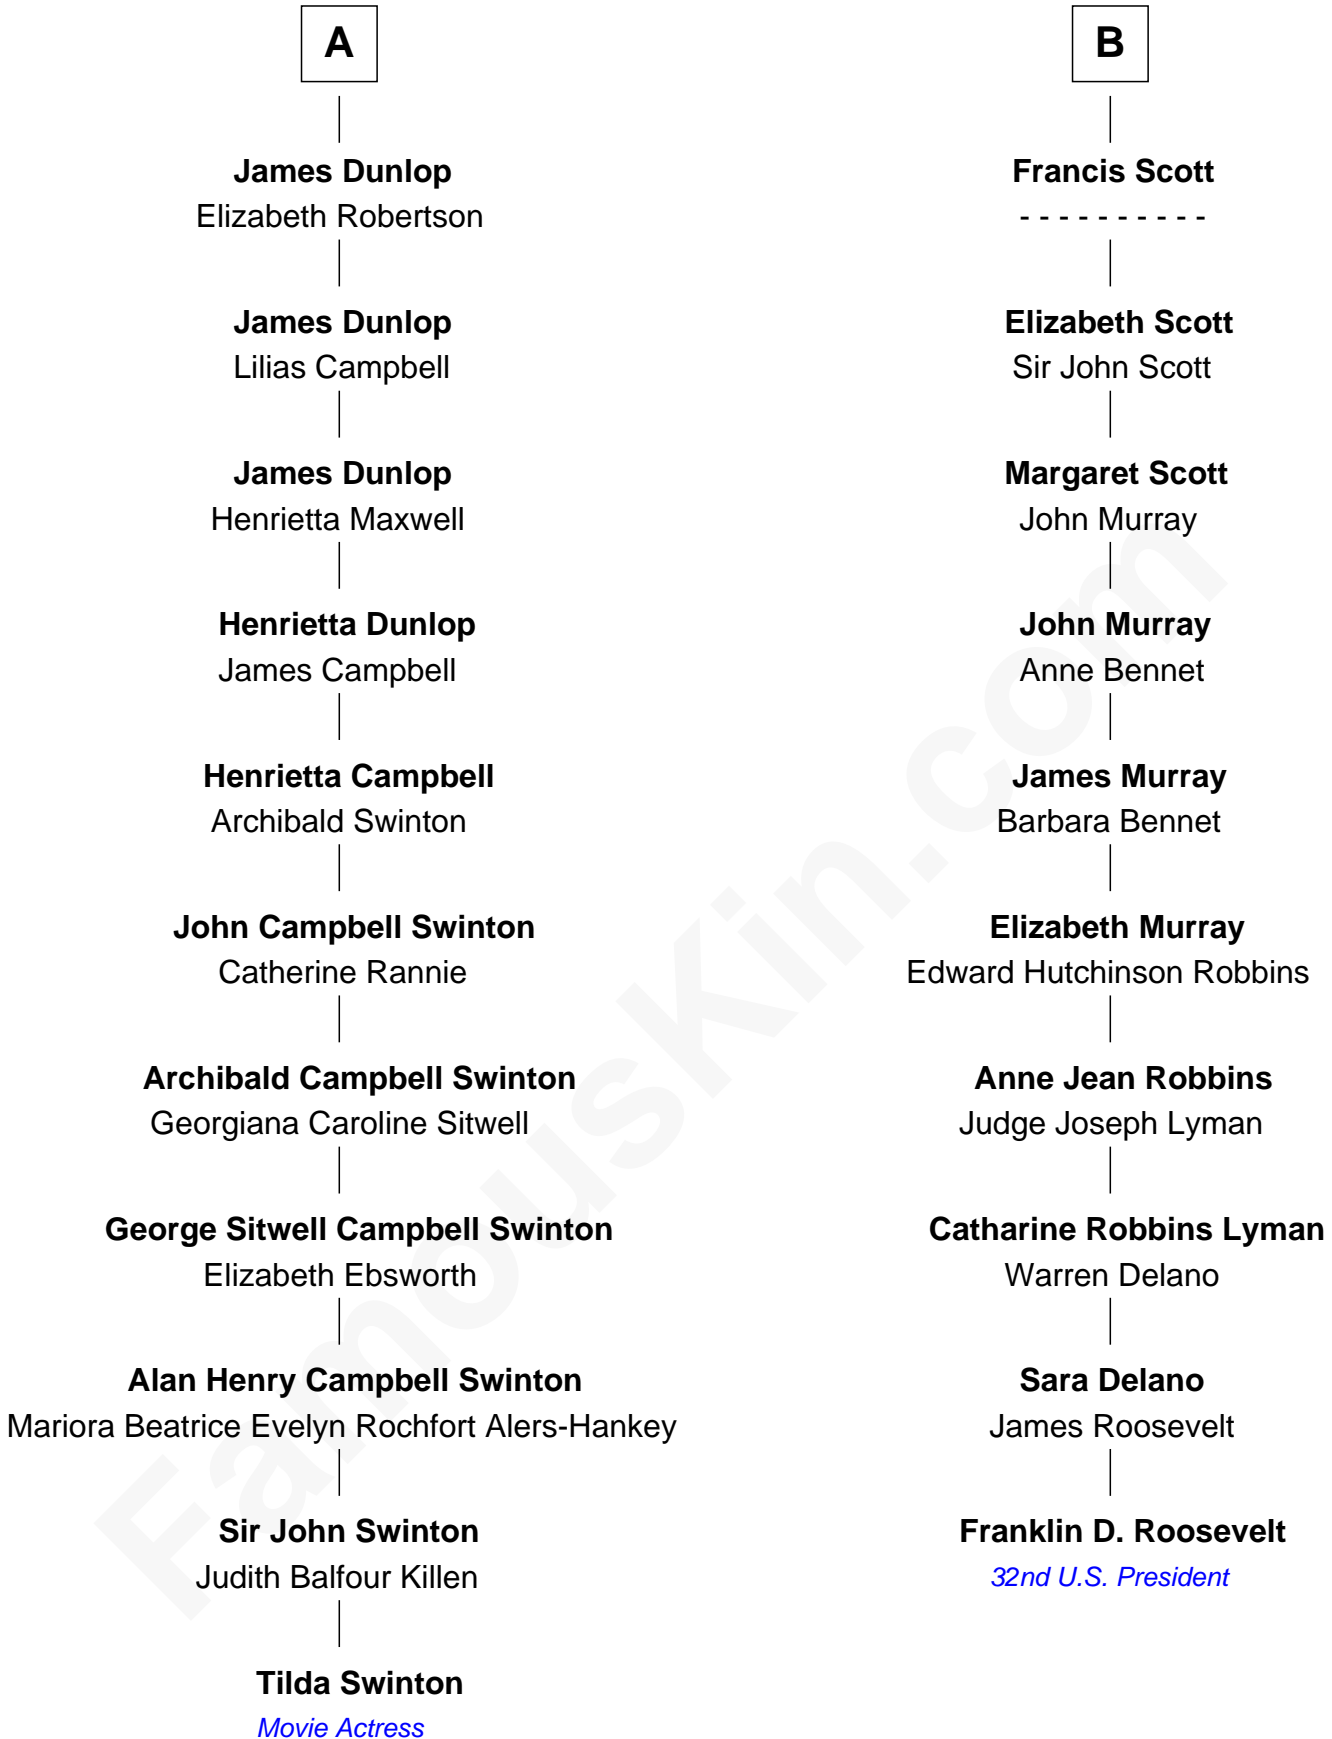 A
James Dunlop
Elizabeth Robertson
James Dunlop
Lilias Campbell
James Dunlop
Henrietta Maxwell
Henrietta Dunlop
James Campbell
Henrietta Campbell
Archibald Swinton
John Campbell Swinton
Catherine Rannie
Archibald Campbell Swinton
Georgiana Caroline Sitwell
George Sitwell Campbell Swinton
Elizabeth Ebsworth
Alan Henry Campbell Swinton
Mariora Beatrice Evelyn Rochfort Alers-Hankey
Sir John Swinton
Judith Balfour Killen
Tilda Swinton
Movie Actress
B
Francis Scott
- - - - - - - - - -
Elizabeth Scott
Sir John Scott
Margaret Scott
John Murray
John Murray
Anne Bennet
James Murray
Barbara Bennet
Elizabeth Murray
Edward Hutchinson Robbins
Anne Jean Robbins
Judge Joseph Lyman
Catharine Robbins Lyman
Warren Delano
Sara Delano
James Roosevelt
Franklin D. Roosevelt
32nd U.S. President
FamousKin.com